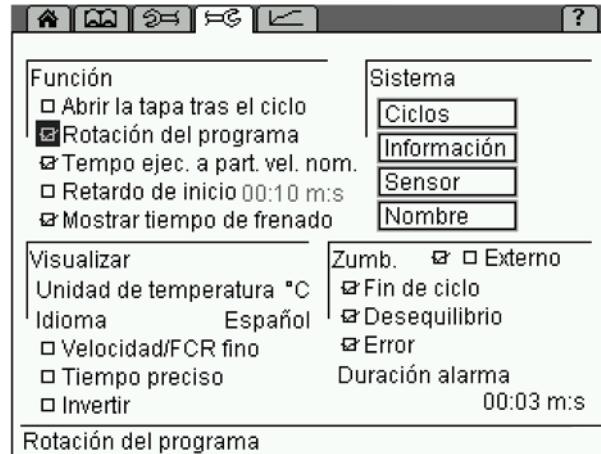 ?
Función
Abrir la tapa tras el ciclo
Rotación del programa
Tempo ejec. a part. vel. nom.
Retardo de inicio 00:10 m:s
Mostrar tiempo de frenado
Sistema
Ciclos
Información
Sensor
Nombre
Visualizar
Unidad de temperatura °C
Idioma Español
Velocidad/FCR fino
Tiempo preciso
Invertir
Zumb. Externo
Fin de ciclo
Desequilibrio
Error
Duración alarma
00:03 m:s
Rotación del programa